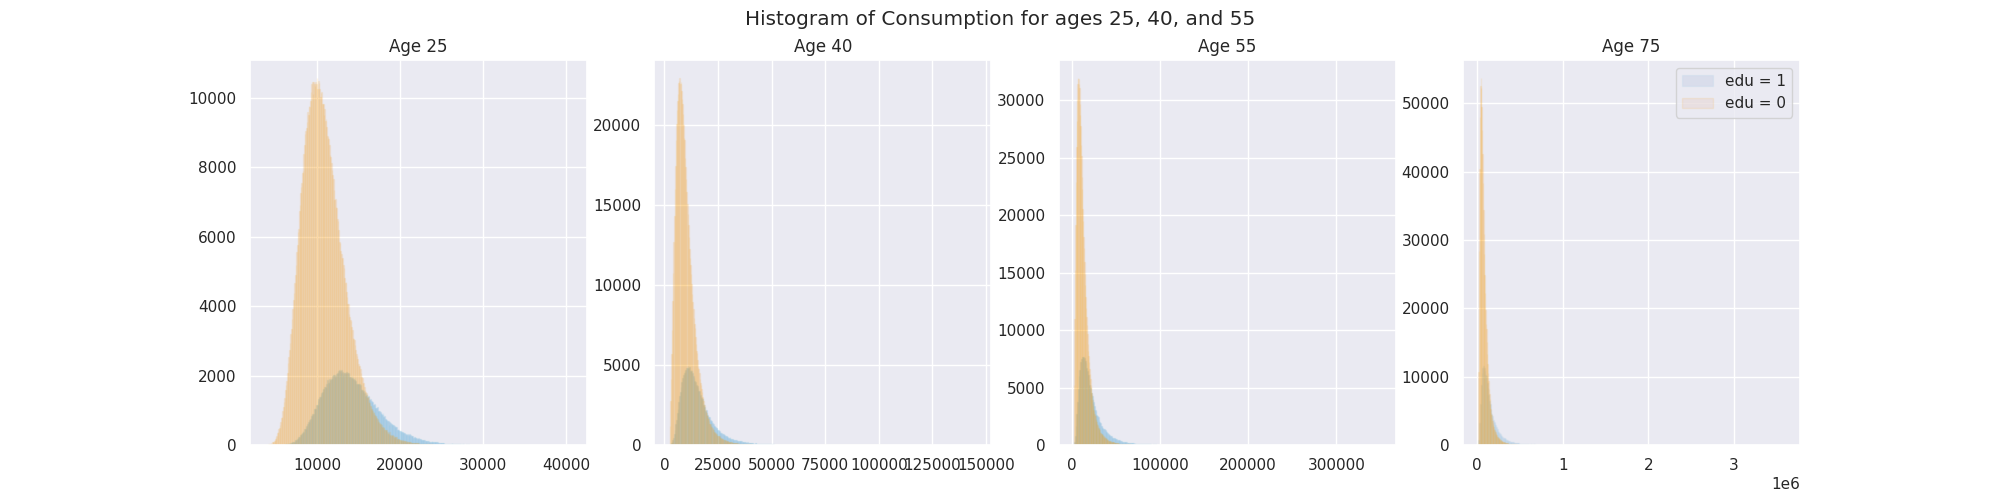 Histogram of Consumption for ages 25, 40, and 55
Age 25
10000
8000
6000
4000
2000
0
10000 20000 30000 40000
Age 40
20000
15000
10000
5000
0
0 25000 50000 75000 100000 125000 150000
Age 55
30000
25000
20000
15000
10000
5000
0
0 100000 200000 300000
Age 75
edu = 1
edu = 0
50000
40000
30000
20000
10000
0
0 1 2 3
1e6